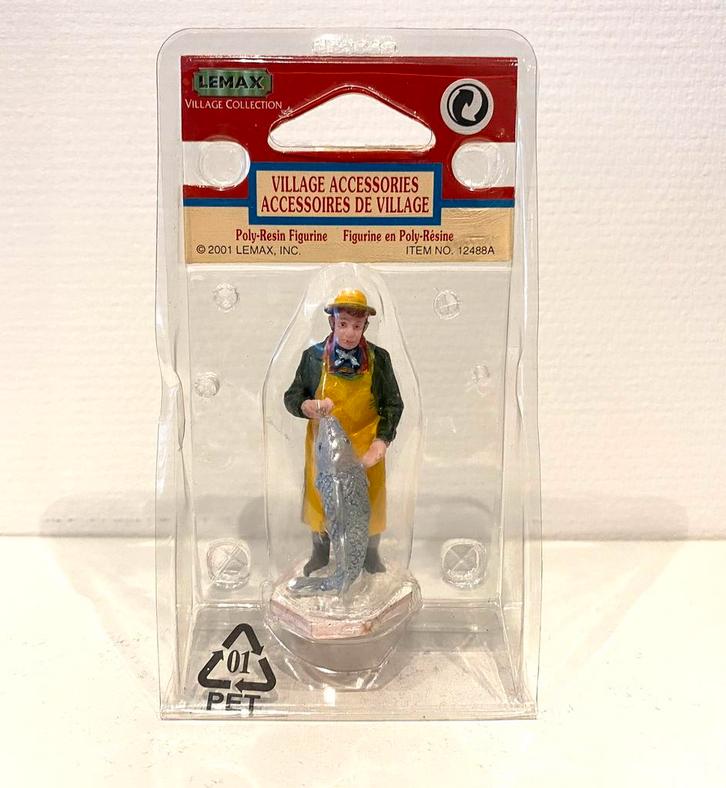 LEMAX
VILLAGE COLLECTION
VILLAGE ACCESSORIES
ACCESSOIRES DE VILLAGE
Poly-Resin Figurine Figurine en Poly-Résine
© 2001 LEMAX, INC. ITEM NO. 12488A
01
PET